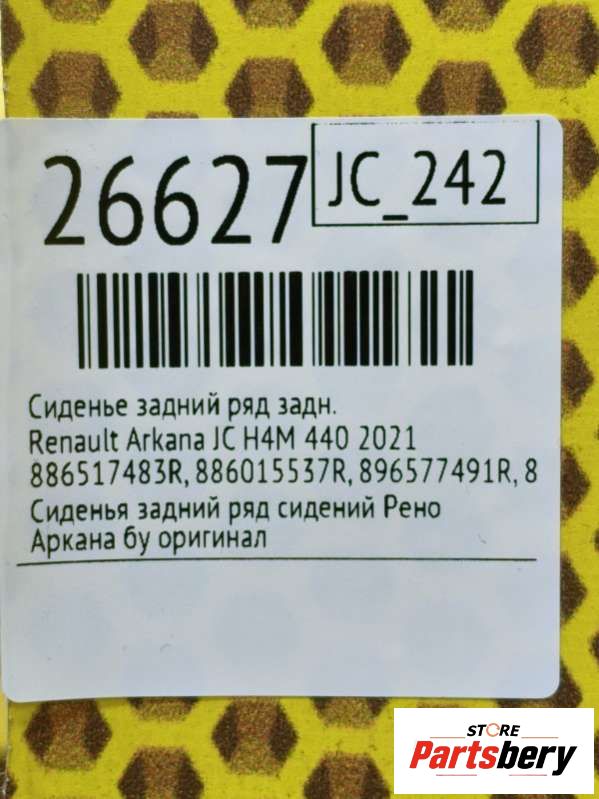 26627
JC_242
Сиденье задний ряд задн.
Renault Arkana JC H4M 440 2021
886517483R, 886015537R, 896577491R, 8
Сиденья задний ряд сидений Рено
Аркана бу оригинал
STORE
Partsbery